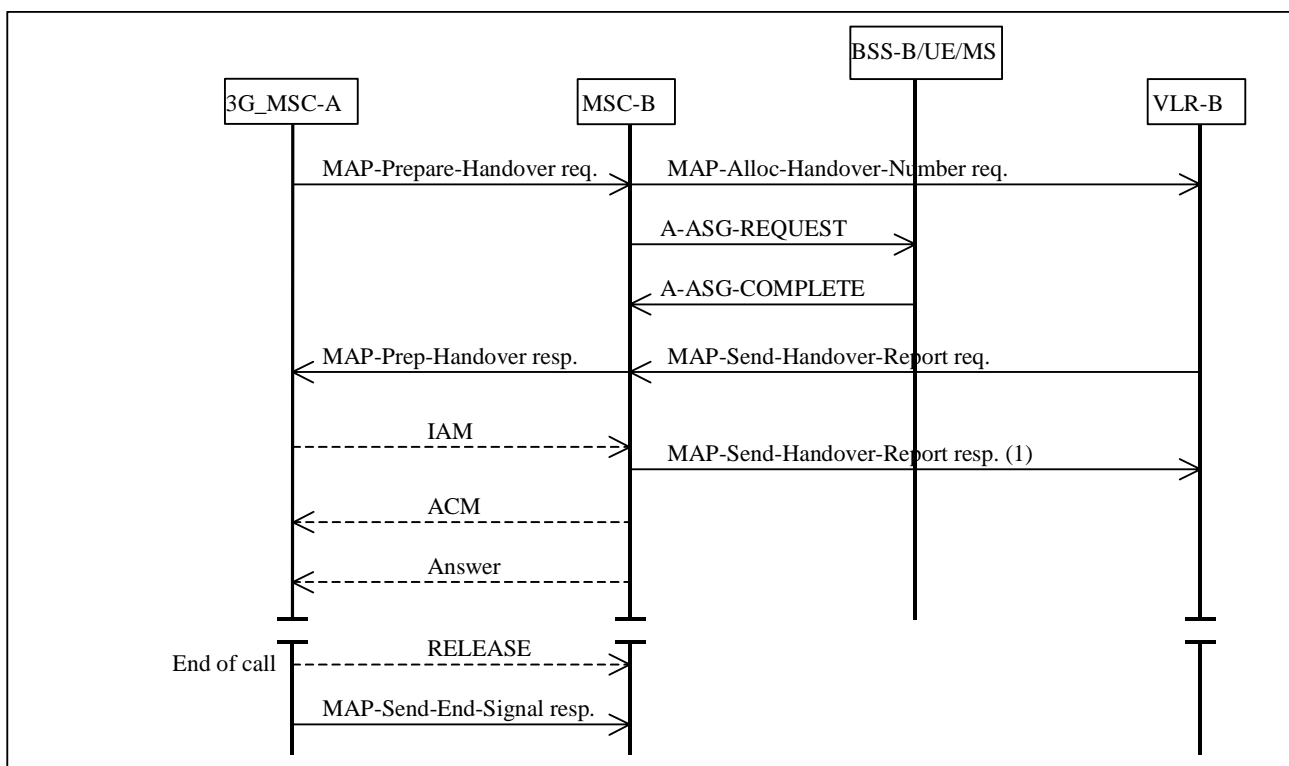 BSS-B/UE/MS
3G_MSC-A
MSC-B
VLR-B
MAP-Prepare-Handover req.
MAP-Alloc-Handover-Number req.
A-ASG-REQUEST
A-ASG-COMPLETE
MAP-Prep-Handover resp.
MAP-Send-Handover-Report req.
IAM
MAP-Send-Handover-Report resp. (1)
ACM
Answer
RELEASE
End of call
MAP-Send-End-Signal resp.